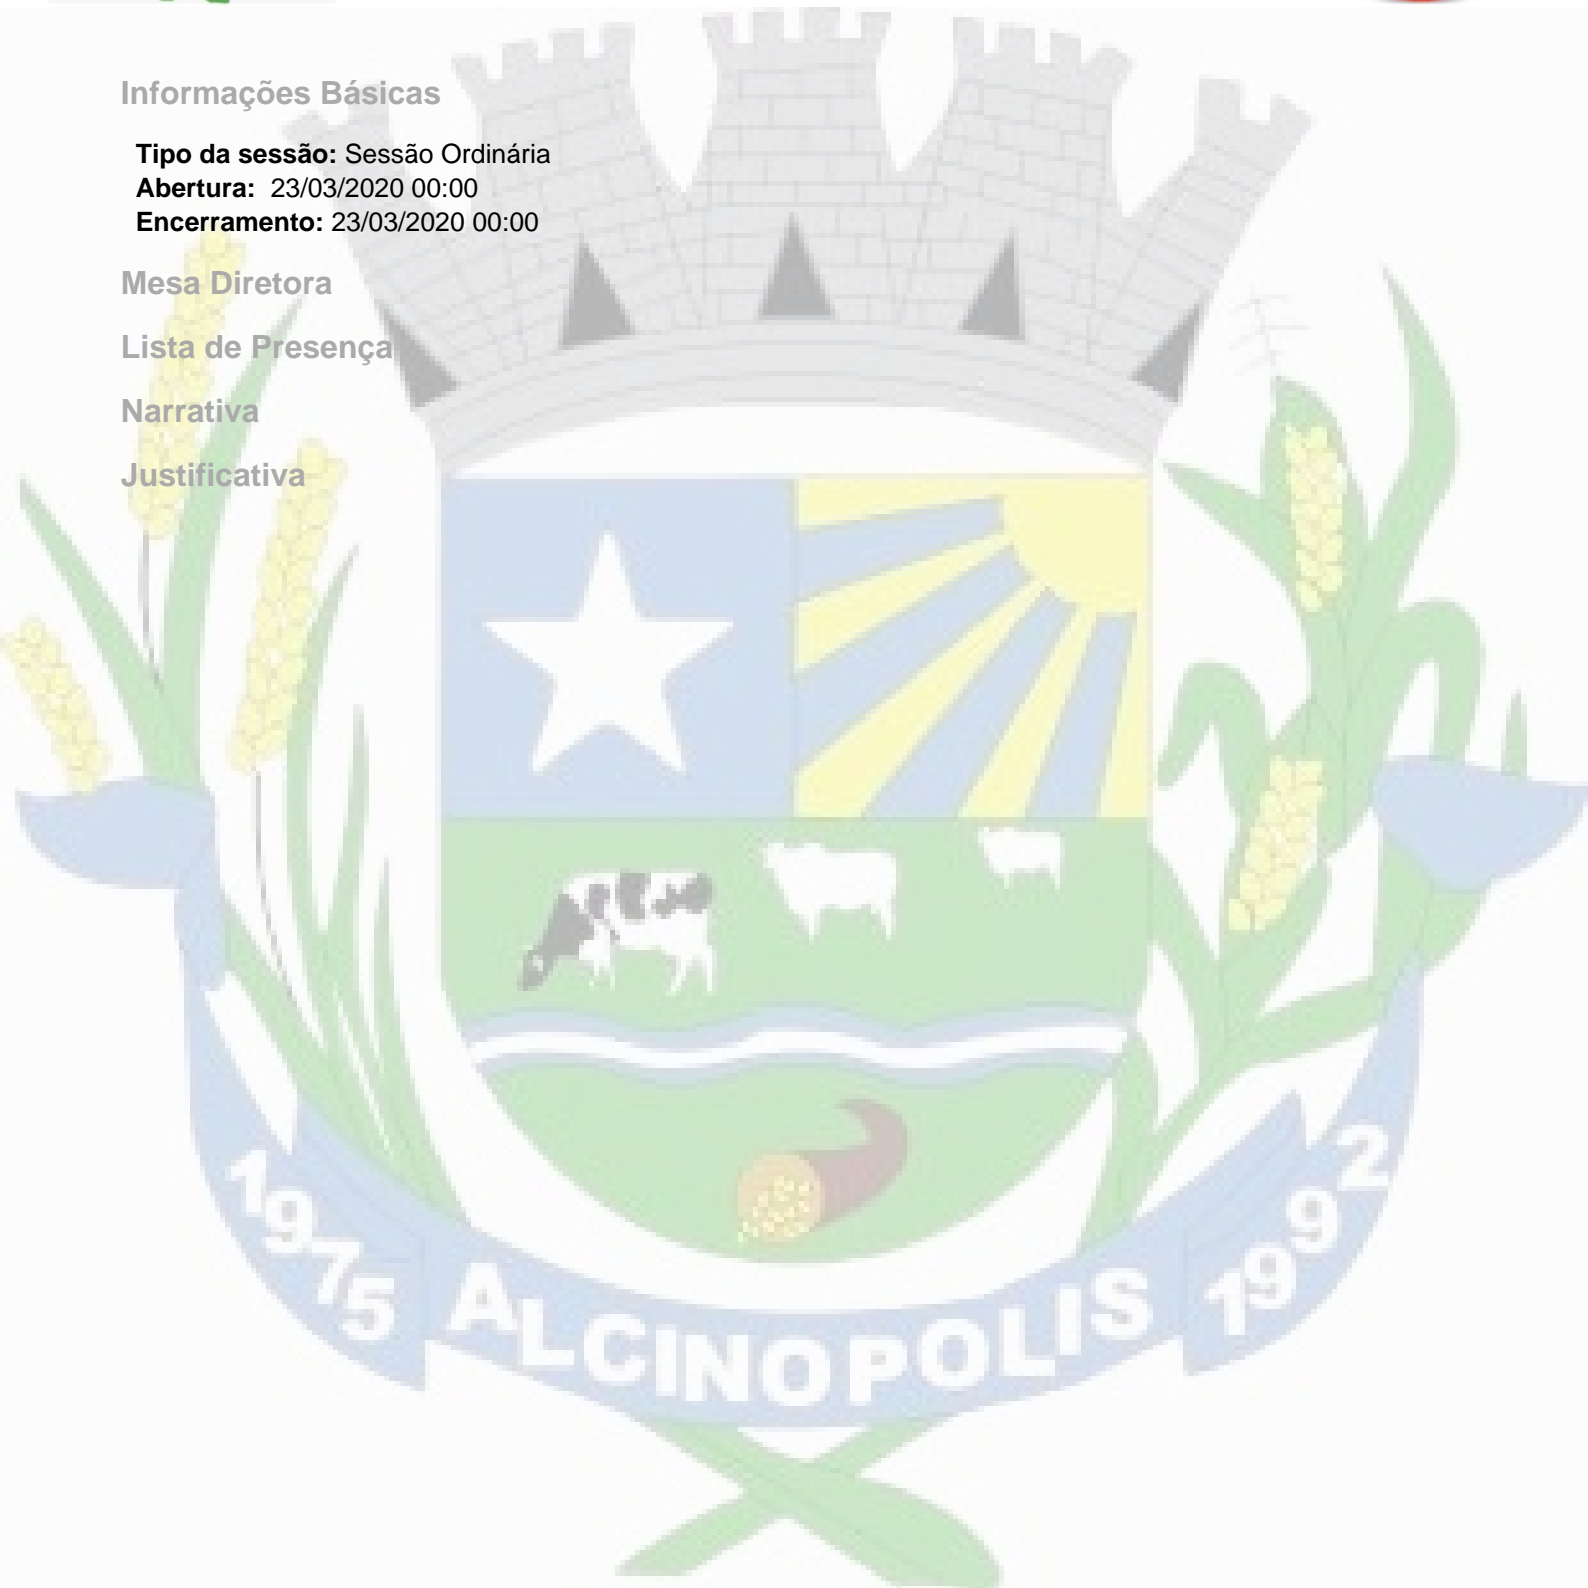 Informações Básicas
Tipo da sessão: Sessão Ordinária
Abertura: 23/03/2020 00:00
Encerramento: 23/03/2020 00:00
Mesa Diretora
Lista de Presença
Narrativa
Justificativa
1975 ALCINOPOLIS 1992